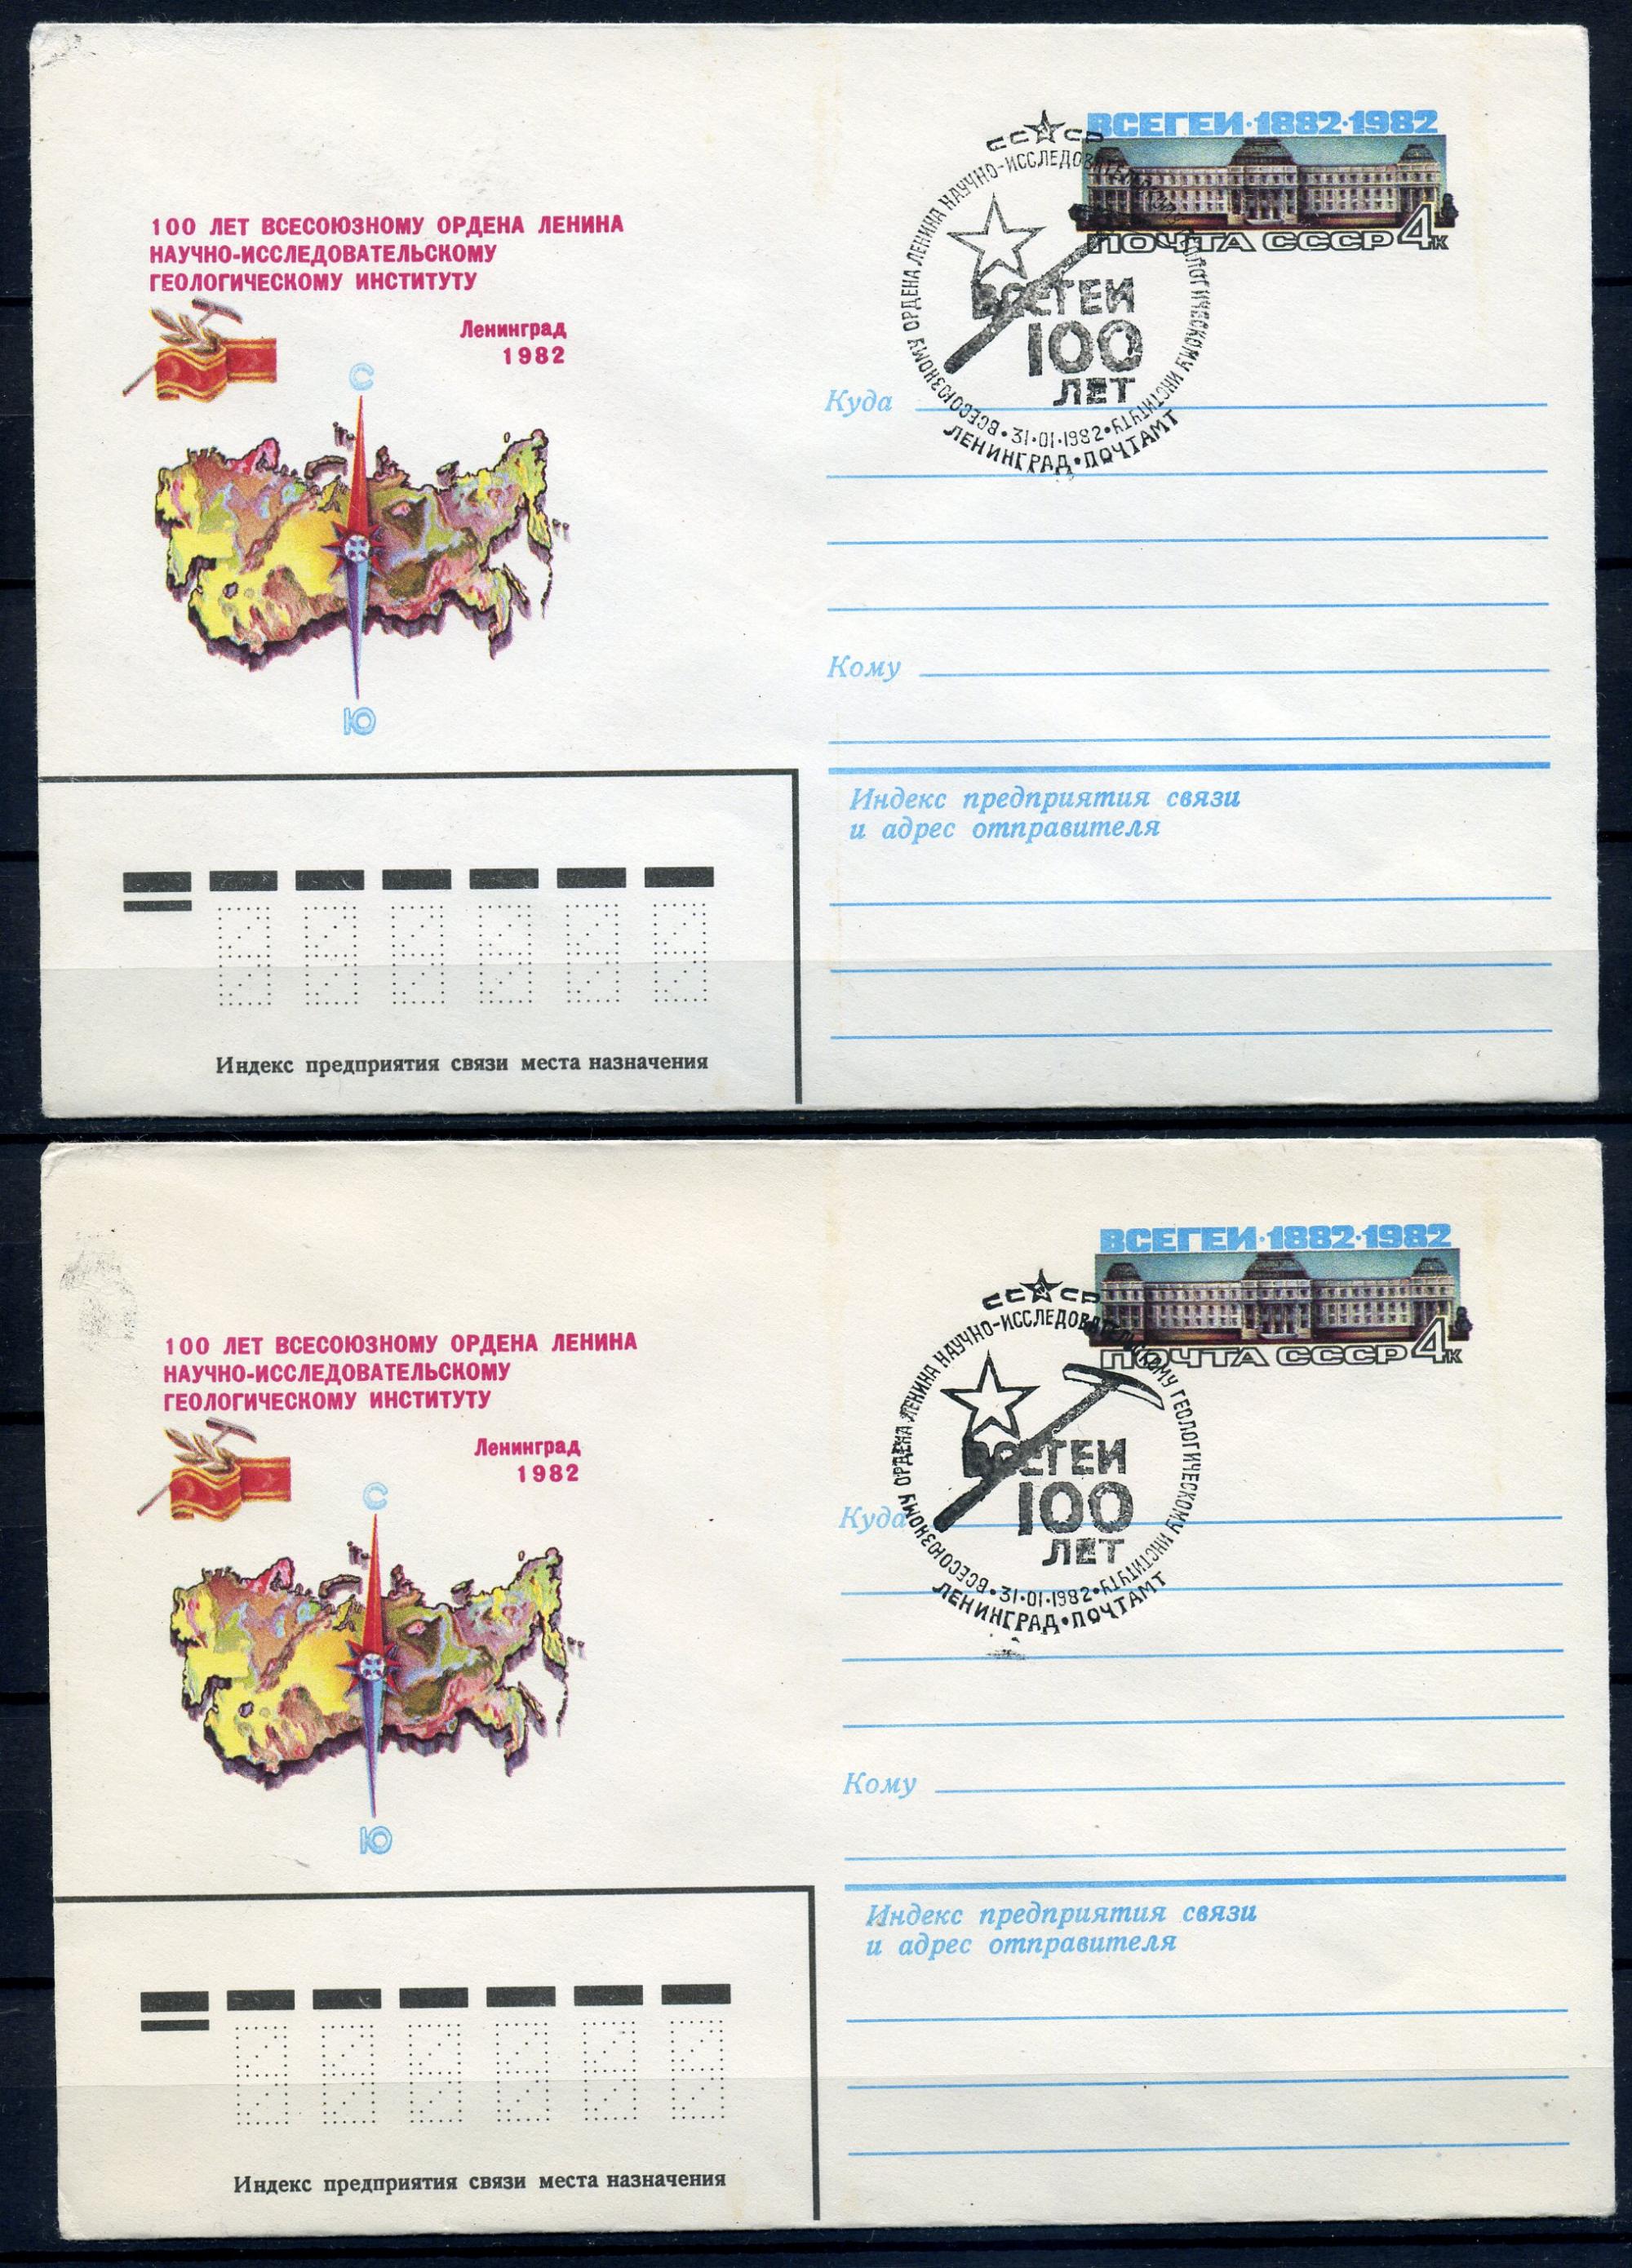 100 ЛЕТ ВСЕСОЮЗНОМУ ОРДЕНА ЛЕНИНА
НАУЧНО-ИССЛЕДОВАТЕЛЬСКОМУ
ГЕОЛОГИЧЕСКОМУ ИНСТИТУТУ
Ленинград
1982
С
Ю
ВСЕГЕИ·1882·1982
ПОЧТА СССР 4к
СССР
ВСЕСОЮЗНОМУ ОРДЕНА ЛЕНИНА НАУЧНО-ИССЛЕДОВАТЕЛЬСКОМУ ГЕОЛОГИЧЕСКОМУ ИНСТИТУТУ
ВСЕГЕИ
100
ЛЕТ
31·01·1982
ЛЕНИНГРАД·ПОЧТАМТ
Куда
Кому
Индекс предприятия связи
и адрес отправителя
Индекс предприятия связи места назначения
100 ЛЕТ ВСЕСОЮЗНОМУ ОРДЕНА ЛЕНИНА
НАУЧНО-ИССЛЕДОВАТЕЛЬСКОМУ
ГЕОЛОГИЧЕСКОМУ ИНСТИТУТУ
Ленинград
1982
С
Ю
ВСЕГЕИ·1882·1982
ПОЧТА СССР 4к
СССР
ВСЕСОЮЗНОМУ ОРДЕНА ЛЕНИНА НАУЧНО-ИССЛЕДОВАТЕЛЬСКОМУ ГЕОЛОГИЧЕСКОМУ ИНСТИТУТУ
ВСЕГЕИ
100
ЛЕТ
31·01·1982
ЛЕНИНГРАД·ПОЧТАМТ
Куда
Кому
Индекс предприятия связи
и адрес отправителя
Индекс предприятия связи места назначения